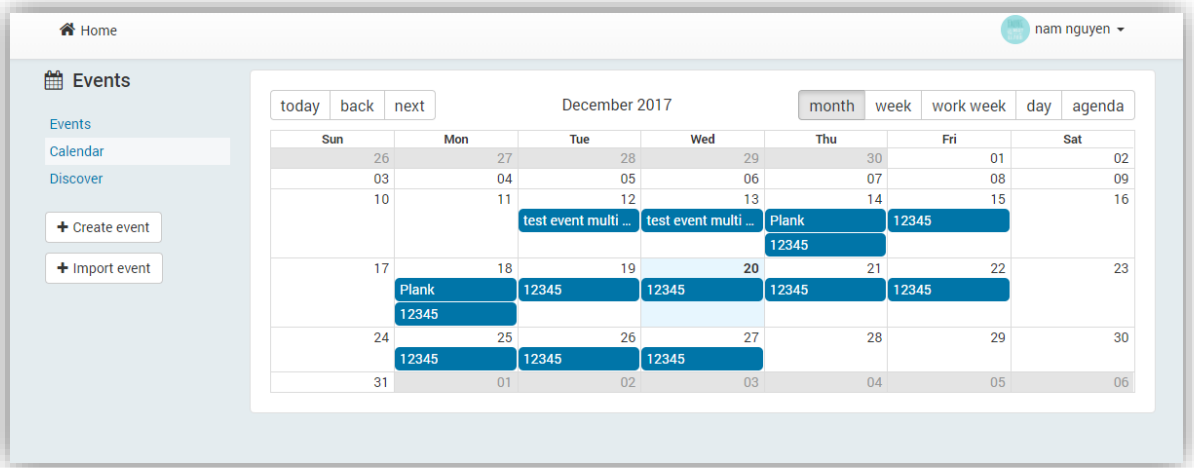 Home
nam nguyen
Events
Events
Calendar
Discover
+ Create event
+ Import event
today back next
December 2017
month week work week day agenda
Sun Mon Tue Wed Thu Fri Sat
26 27 28 29 30 01 02
03 04 05 06 07 08 09
10 11 12 13 14 15 16
test event multi ... test event multi ... Plank 12345
12345
17 18 19 20 21 22 23
Plank 12345 12345 12345 12345
12345
24 25 26 27 28 29 30
12345 12345 12345
31 01 02 03 04 05 06